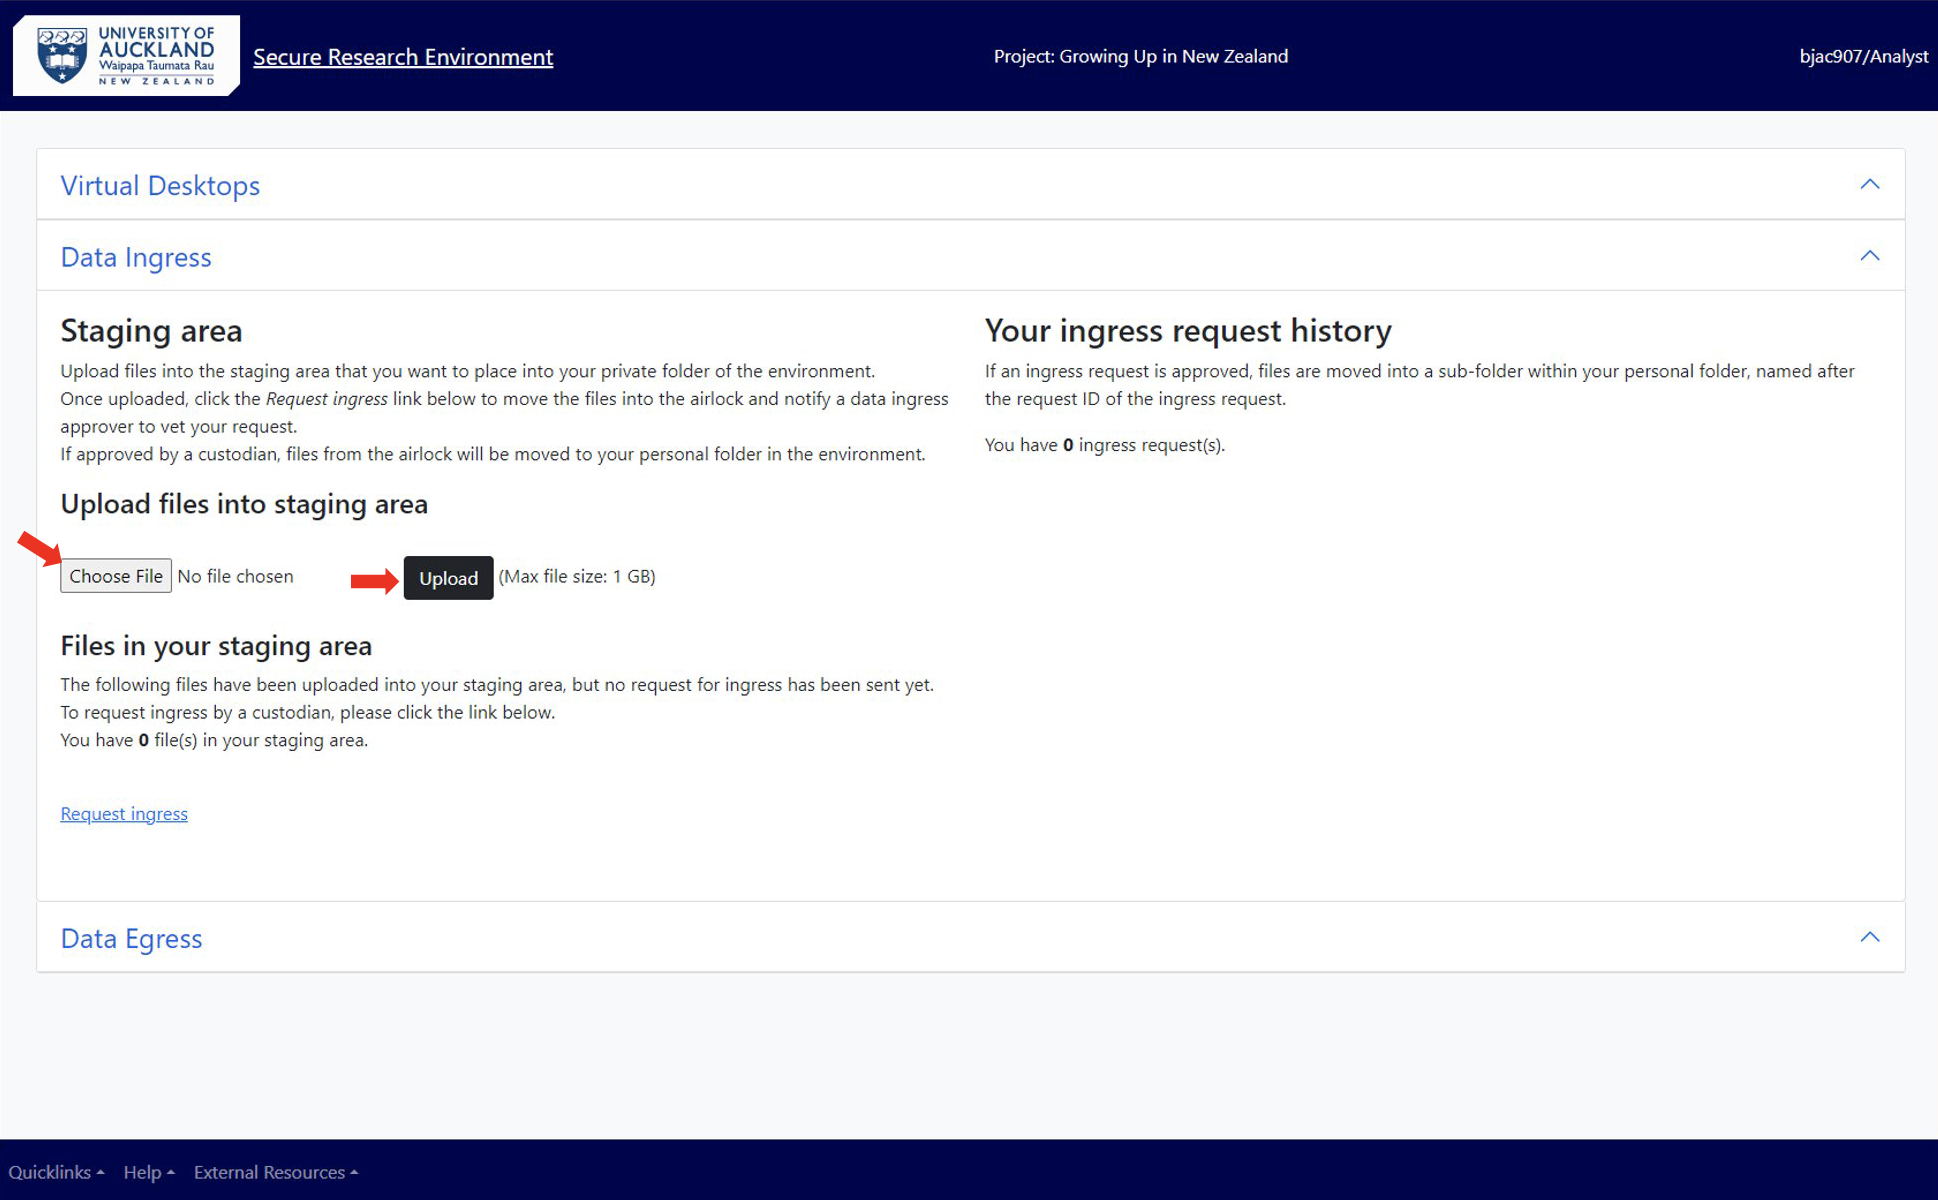 UNIVERSITY OF
AUCKLAND
Waipapa Taumata Rau
NEW ZEALAND
Secure Research Environment
Project: Growing Up in New Zealand
bjac907/Analyst
Virtual Desktops
Data Ingress
Staging area
Upload files into the staging area that you want to place into your private folder of the environment.
Once uploaded, click the Request ingress link below to move the files into the airlock and notify a data ingress
approver to vet your request.
If approved by a custodian, files from the airlock will be moved to your personal folder in the environment.
Upload files into staging area
Choose File No file chosen
Upload (Max file size: 1 GB)
Files in your staging area
The following files have been uploaded into your staging area, but no request for ingress has been sent yet.
To request ingress by a custodian, please click the link below.
You have 0 file(s) in your staging area.
Request ingress
Your ingress request history
If an ingress request is approved, files are moved into a sub-folder within your personal folder, named after
the request ID of the ingress request.
You have 0 ingress request(s).
Data Egress
Quicklinks Help External Resources